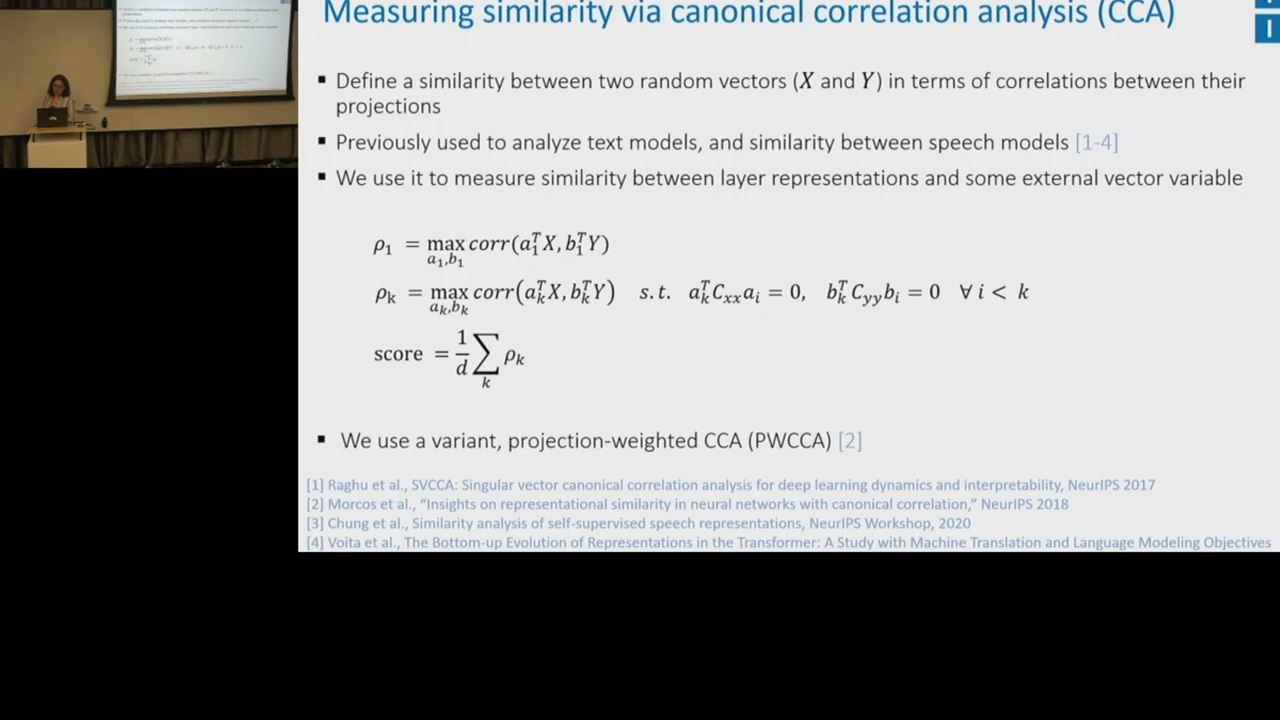 Measuring similarity via canonical correlation analysis (CCA)
▪ Define a similarity between two random vectors (X and Y) in terms of correlations between their
projections
▪ Previously used to analyze text models, and similarity between speech models [1-4]
▪ We use it to measure similarity between layer representations and some external vector variable
ρ₁ = max corr(a₁ᵀX, b₁ᵀY)
a₁,b₁
ρₖ = max corr(aₖᵀX, bₖᵀY) s.t. aₖᵀCₓₓaᵢ = 0, bₖᵀC_yy bᵢ = 0 ∀ i < k
aₖ,bₖ
score = 1/d ∑ₖ ρₖ
▪ We use a variant, projection-weighted CCA (PWCCA) [2]
[1] Raghu et al., SVCCA: Singular vector canonical correlation analysis for deep learning dynamics and interpretability, NeurIPS 2017
[2] Morcos et al., “Insights on representational similarity in neural networks with canonical correlation,” NeurIPS 2018
[3] Chung et al., Similarity analysis of self-supervised speech representations, NeurIPS Workshop, 2020
[4] Voita et al., The Bottom-up Evolution of Representations in the Transformer: A Study with Machine Translation and Language Modeling Objectives